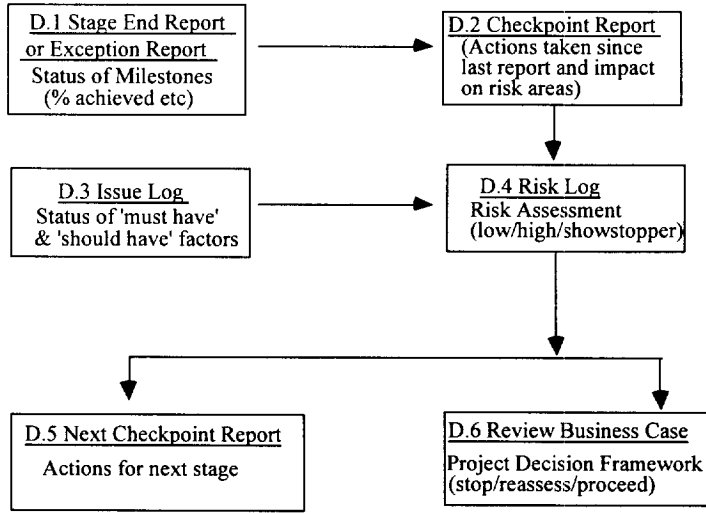 D.1 Stage End Report
or Exception Report
Status of Milestones
(% achieved etc)
D.2 Checkpoint Report
(Actions taken since
last report and impact
on risk areas)
D.3 Issue Log
Status of 'must have'
& 'should have' factors
D.4 Risk Log
Risk Assessment
(low/high/showstopper)
D.5 Next Checkpoint Report
Actions for next stage
D.6 Review Business Case
Project Decision Framework
(stop/reassess/proceed)